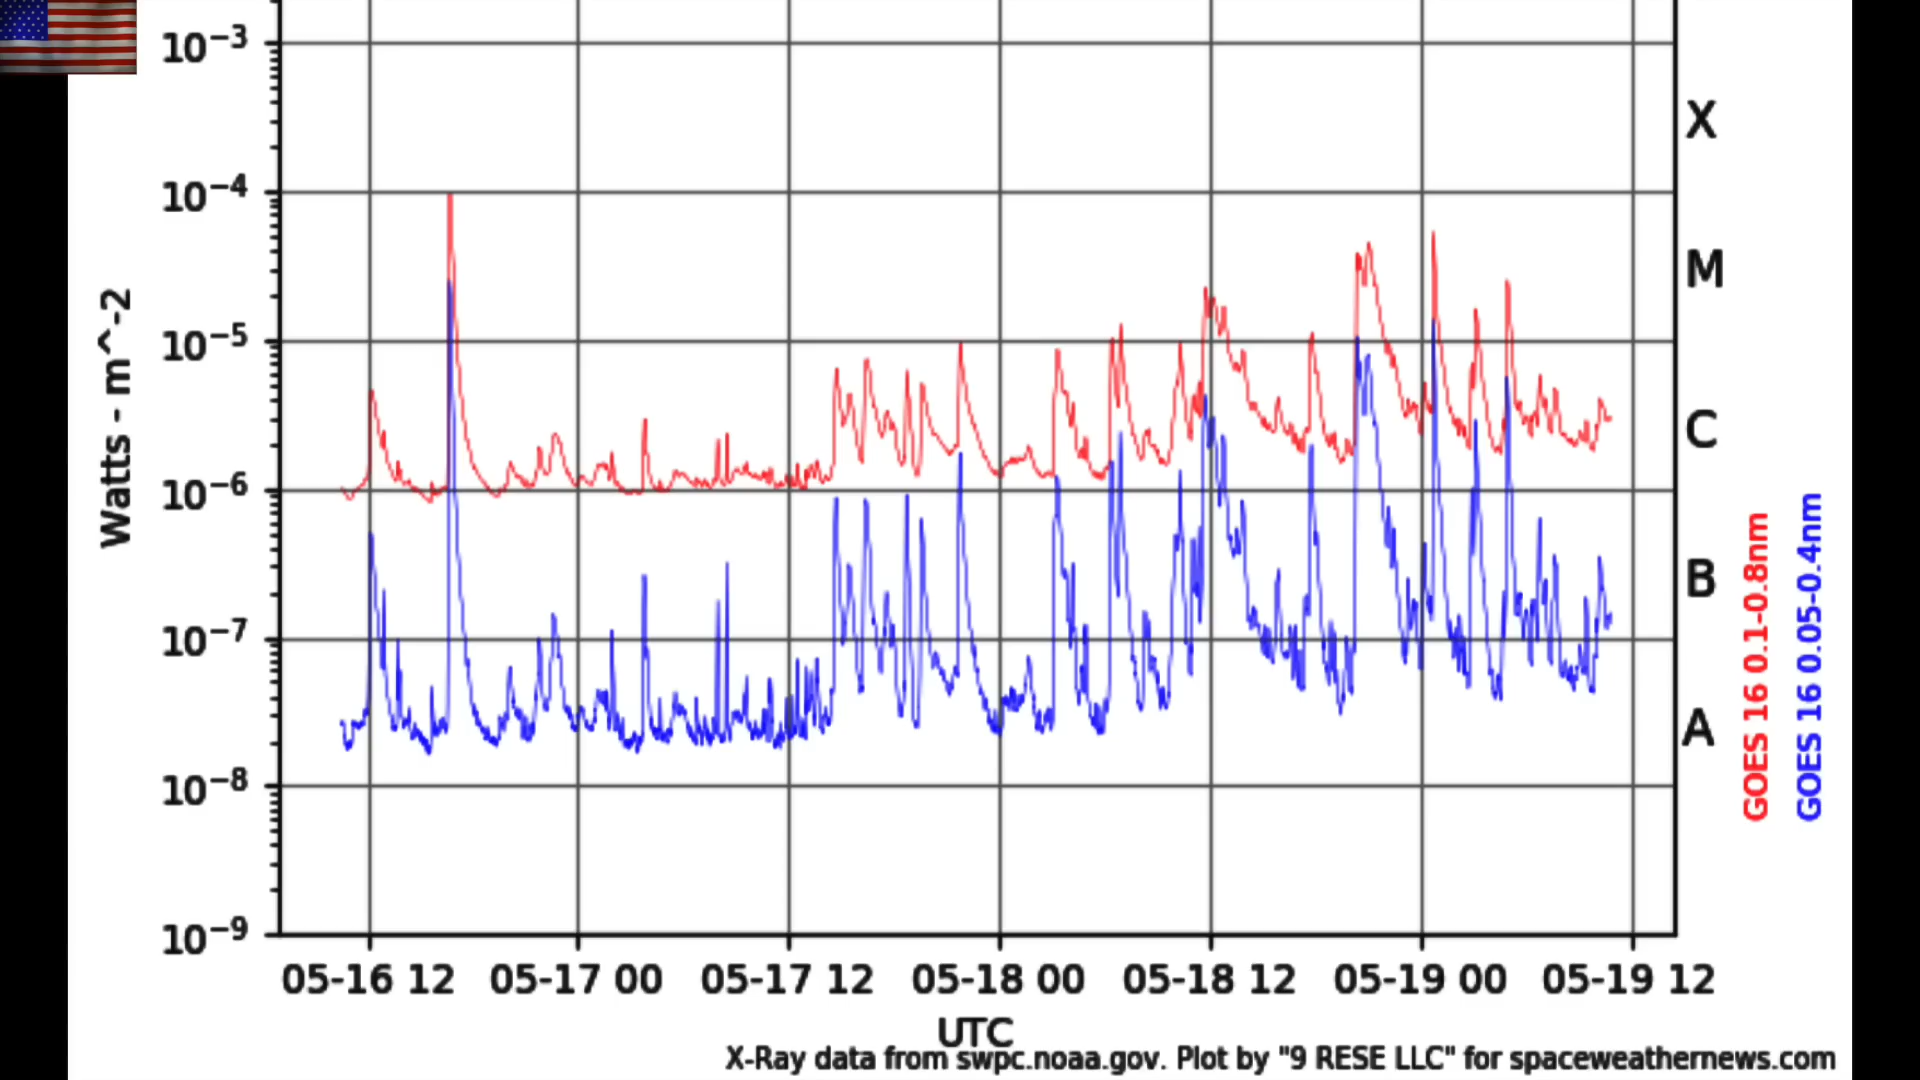 10−3
10−4
10−5
10−6
10−7
10−8
10−9
Watts - m^-2
X
M
C
B
A
GOES 16 0.1-0.8nm
GOES 16 0.05-0.4nm
05-16 12 05-17 00 05-17 12 05-18 00 05-18 12 05-19 00 05-19 12
UTC
X-Ray data from swpc.noaa.gov. Plot by "9 RESE LLC" for spaceweathernews.com